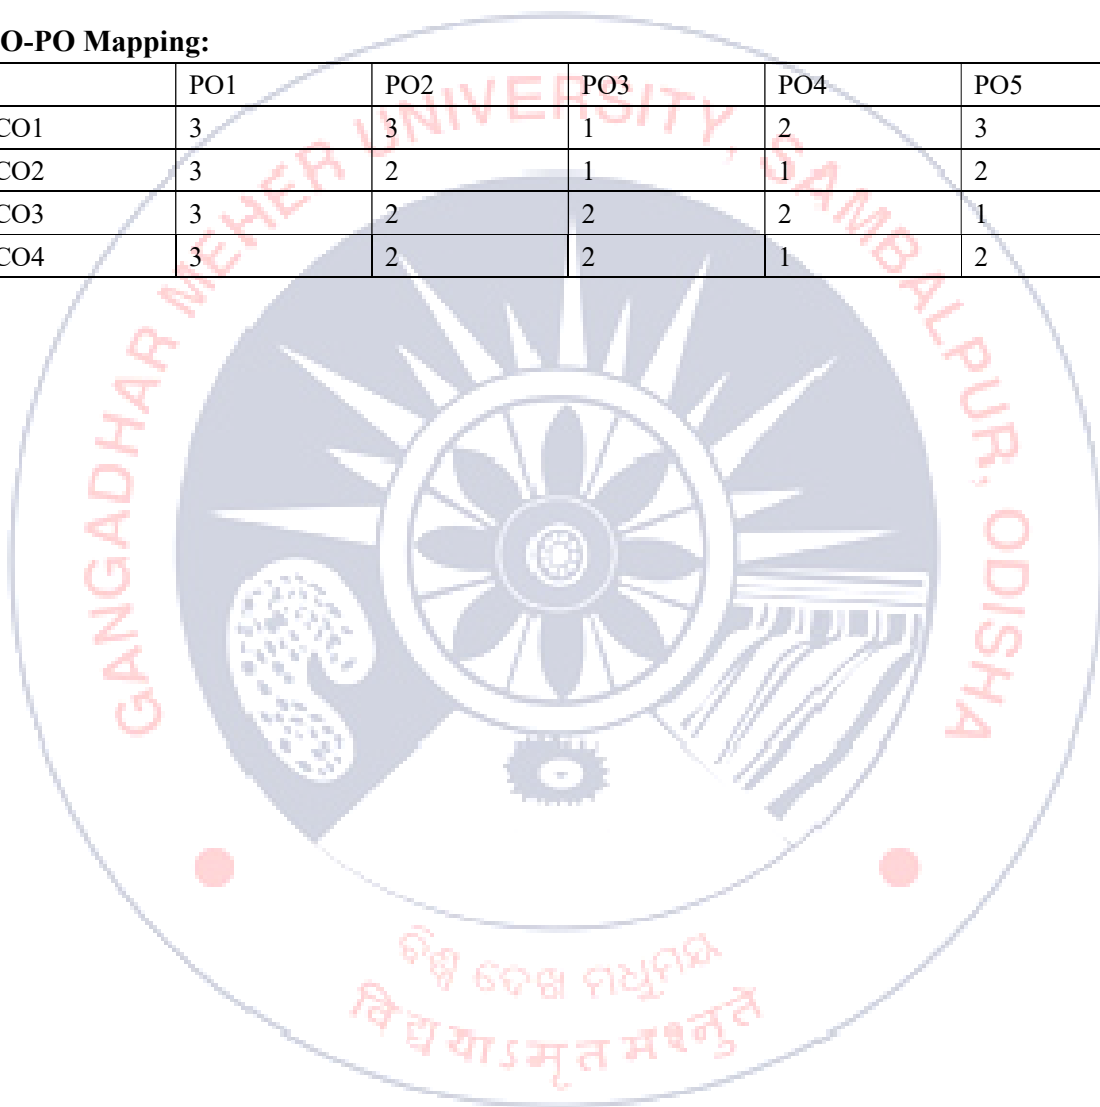 O-PO Mapping:
PO1 PO2 PO3 PO4 PO5
CO1 3 3 1 2 3
CO2 3 2 1 1 2
CO3 3 2 2 2 1
CO4 3 2 2 1 2
GANGADHAR MEHER UNIVERSITY, SAMBALPUR, ODISHA
ବିଶ୍ୱ ଦେଖ ମଧୁମୟ
विद्ययाऽमृतमश्नुते